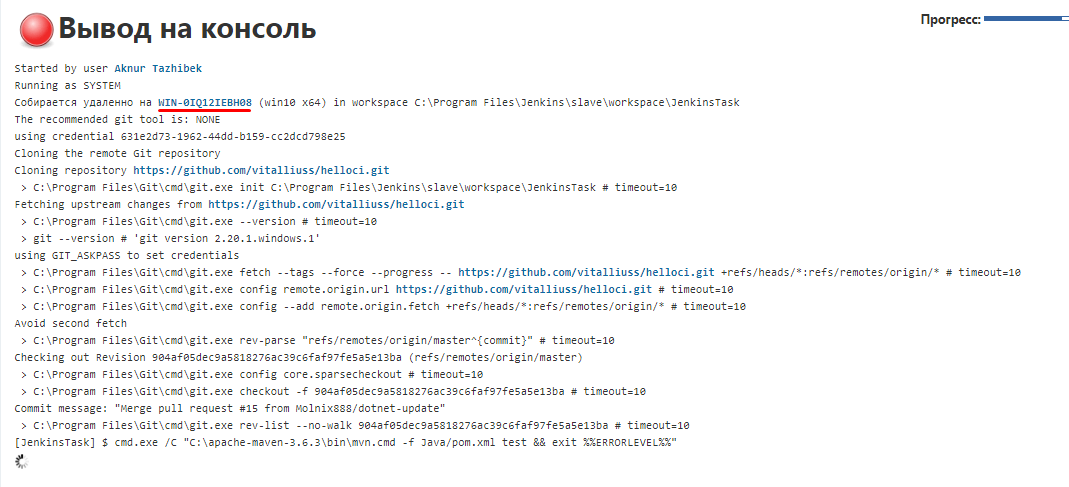 Вывод на консоль
Прогресс:
Started by user Aknur Tazhibek
Running as SYSTEM
Собирается удаленно на WIN-0IQ12IEBH08 (win10 x64) in workspace C:\Program Files\Jenkins\slave\workspace\JenkinsTask
The recommended git tool is: NONE
using credential 631e2d73-1962-44dd-b159-cc2dcd798e25
Cloning the remote Git repository
Cloning repository https://github.com/vitalliuss/helloci.git
> C:\Program Files\Git\cmd\git.exe init C:\Program Files\Jenkins\slave\workspace\JenkinsTask # timeout=10
Fetching upstream changes from https://github.com/vitalliuss/helloci.git
> C:\Program Files\Git\cmd\git.exe --version # timeout=10
> git --version # 'git version 2.20.1.windows.1'
using GIT_ASKPASS to set credentials
> C:\Program Files\Git\cmd\git.exe fetch --tags --force --progress -- https://github.com/vitalliuss/helloci.git +refs/heads/*:refs/remotes/origin/* # timeout=10
> C:\Program Files\Git\cmd\git.exe config remote.origin.url https://github.com/vitalliuss/helloci.git # timeout=10
> C:\Program Files\Git\cmd\git.exe config --add remote.origin.fetch +refs/heads/*:refs/remotes/origin/* # timeout=10
Avoid second fetch
> C:\Program Files\Git\cmd\git.exe rev-parse "refs/remotes/origin/master^{commit}" # timeout=10
Checking out Revision 904af05dec9a5818276ac39c6faf97fe5a5e13ba (refs/remotes/origin/master)
> C:\Program Files\Git\cmd\git.exe config core.sparsecheckout # timeout=10
> C:\Program Files\Git\cmd\git.exe checkout -f 904af05dec9a5818276ac39c6faf97fe5a5e13ba # timeout=10
Commit message: "Merge pull request #15 from Molnix888/dotnet-update"
> C:\Program Files\Git\cmd\git.exe rev-list --no-walk 904af05dec9a5818276ac39c6faf97fe5a5e13ba # timeout=10
[JenkinsTask] $ cmd.exe /C "C:\apache-maven-3.6.3\bin\mvn.cmd -f Java/pom.xml test && exit %%ERRORLEVEL%%"